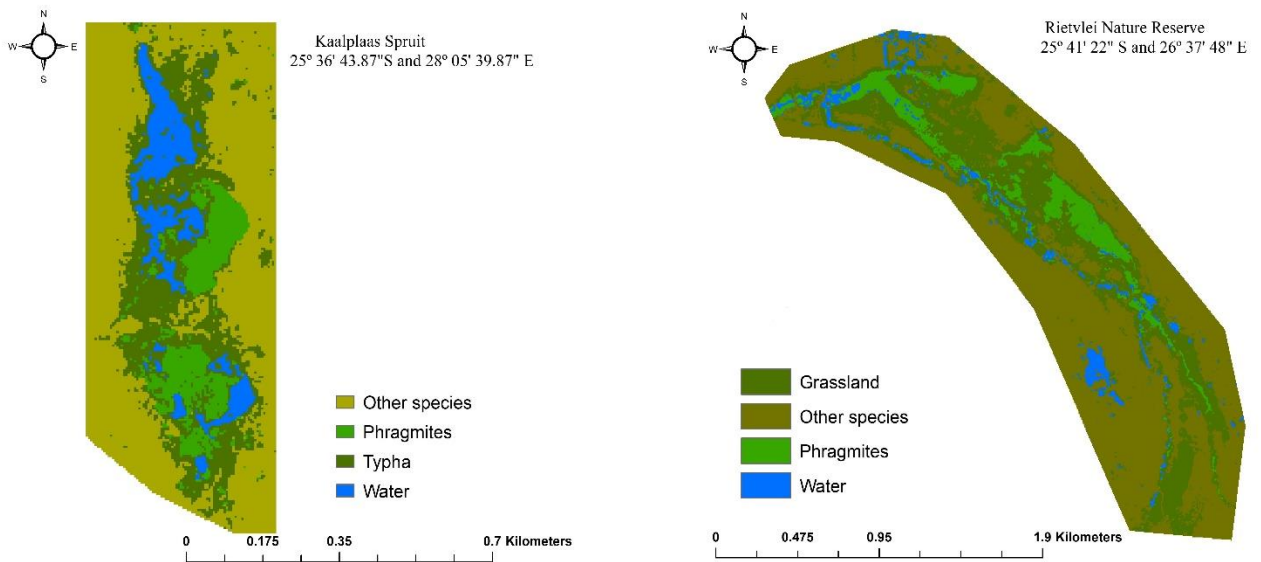 N
W E
S
Kaalplaas Spruit
25º 36' 43.87"S and 28º 05' 39.87" E
Other species
Phragmites
Typha
Water
0 0.175 0.35 0.7 Kilometers
N
W E
S
Rietvlei Nature Reserve
25º 41' 22" S and 26º 37' 48" E
Grassland
Other species
Phragmites
Water
0 0.475 0.95 1.9 Kilometers